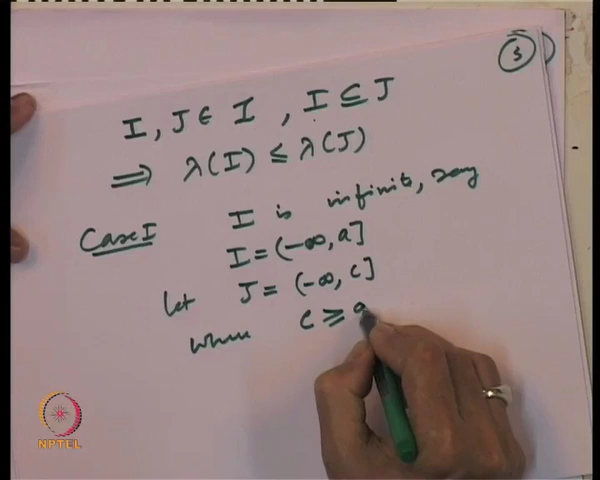 3
I, J ∈ I , I ⊆ J
⟹ λ(I) ≤ λ(J)
Case I I is infinite, say
I = (-∞, a]
let J = (-∞, c]
where c ≥ a
NPTEL